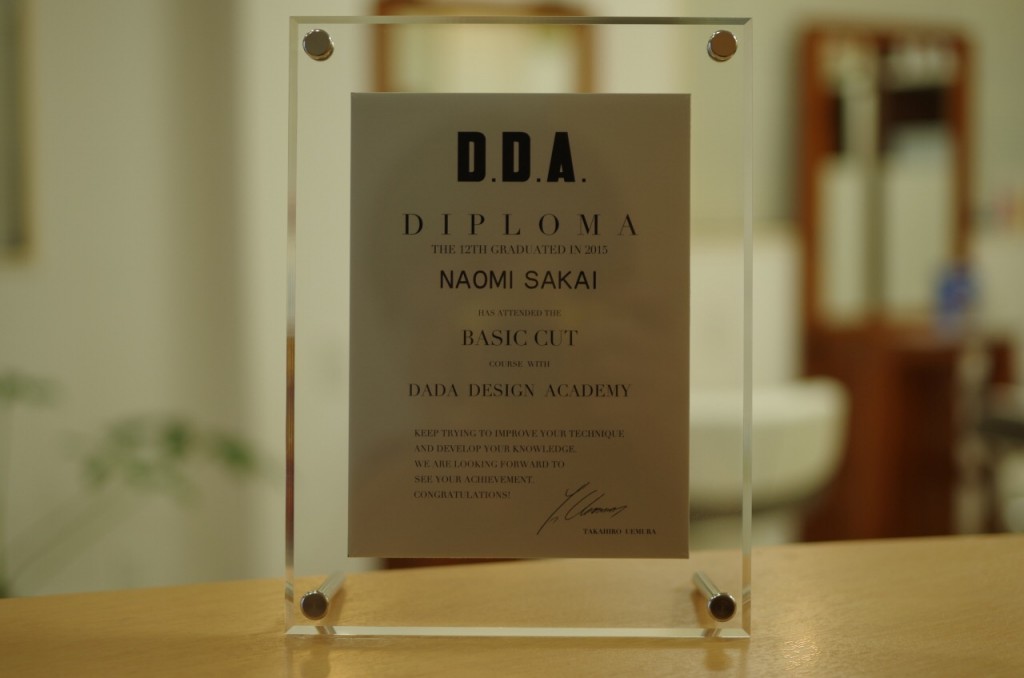 D.D.A.
DIPLOMA
THE 12TH GRADUATED IN 2015
NAOMI SAKAI
HAS ATTENDED THE
BASIC CUT
COURSE WITH
DADA DESIGN ACADEMY
KEEP TRYING TO IMPROVE YOUR TECHNIQUE
AND DEVELOP YOUR KNOWLEDGE.
WE ARE LOOKING FORWARD TO
SEE YOUR ACHIEVEMENT.
CONGRATULATIONS!
TAKAHIRO UEMURA